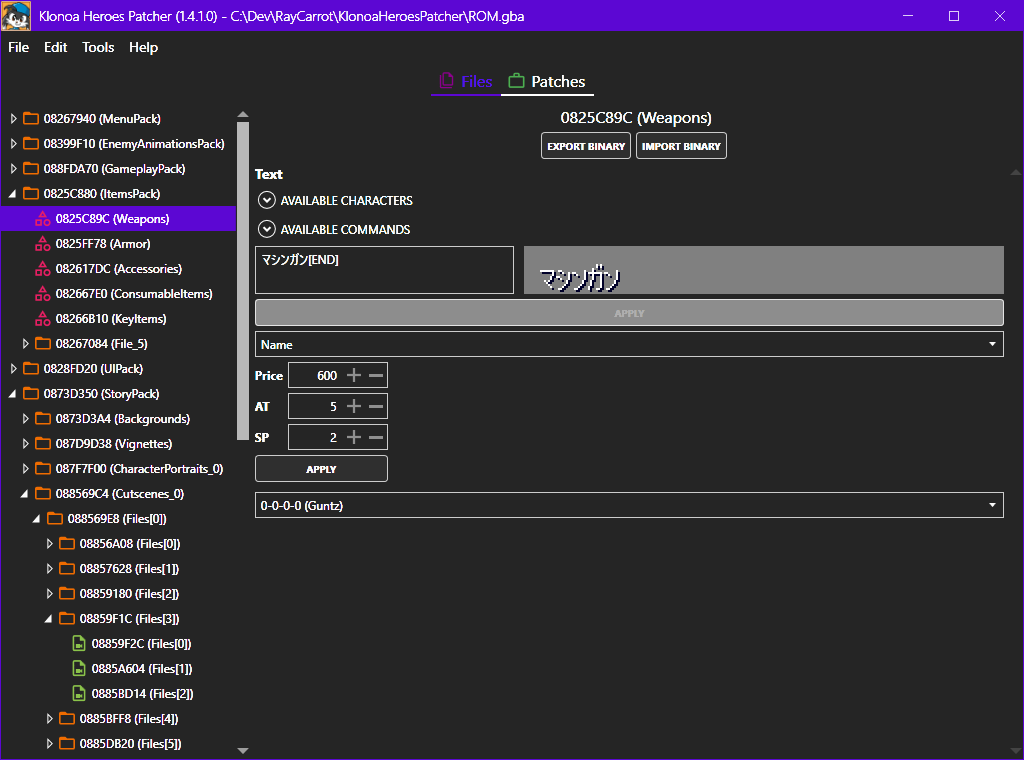 Klonoa Heroes Patcher (1.4.1.0) - C:\Dev\RayCarrot\KlonoaHeroesPatcher\ROM.gba
File Edit Tools Help
Files Patches
08267940 (MenuPack)
08399F10 (EnemyAnimationsPack)
088FDA70 (GameplayPack)
0825C880 (ItemsPack)
0825C89C (Weapons)
0825FF78 (Armor)
082617DC (Accessories)
082667E0 (ConsumableItems)
08266B10 (KeyItems)
08267084 (File_5)
0828FD20 (UIPack)
0873D350 (StoryPack)
0873D3A4 (Backgrounds)
087D9D38 (Vignettes)
087F7F00 (CharacterPortraits_0)
088569C4 (Cutscenes_0)
088569E8 (Files[0])
08856A08 (Files[0])
08857628 (Files[1])
08859180 (Files[2])
08859F1C (Files[3])
08859F2C (Files[0])
0885A604 (Files[1])
0885BD14 (Files[2])
0885BFF8 (Files[4])
0885DB20 (Files[5])
0825C89C (Weapons)
EXPORT BINARY IMPORT BINARY
Text
AVAILABLE CHARACTERS
AVAILABLE COMMANDS
マシンガン[END]
マシンガン
APPLY
Name
Price 600
AT 5
SP 2
APPLY
0-0-0-0 (Guntz)